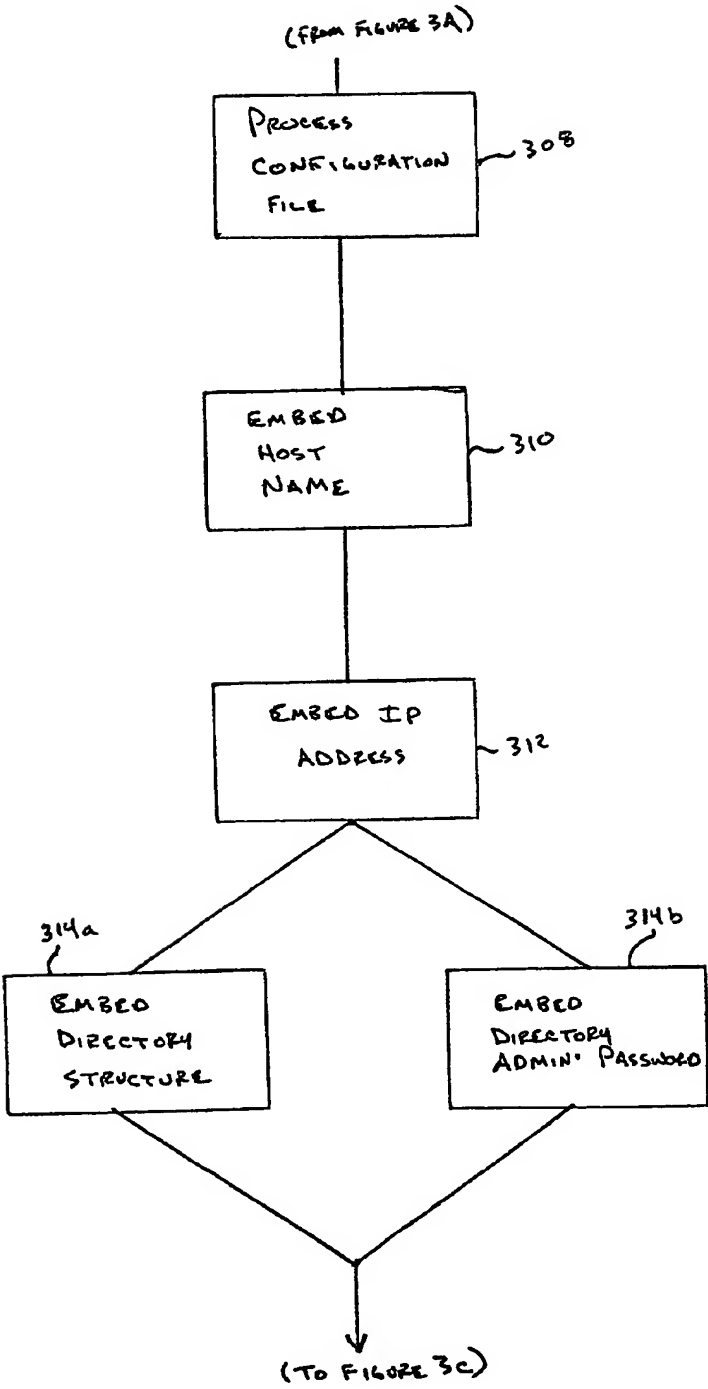 (FROM FIGURE 3A)
PROCESS
CONFIGURATION
FILE
308
EMBED
HOST
NAME
310
EMBED IP
ADDRESS
312
314a
314b
EMBED
DIRECTORY
STRUCTURE
EMBED
DIRECTORY
ADMIN. PASSWORD
(TO FIGURE 3C)